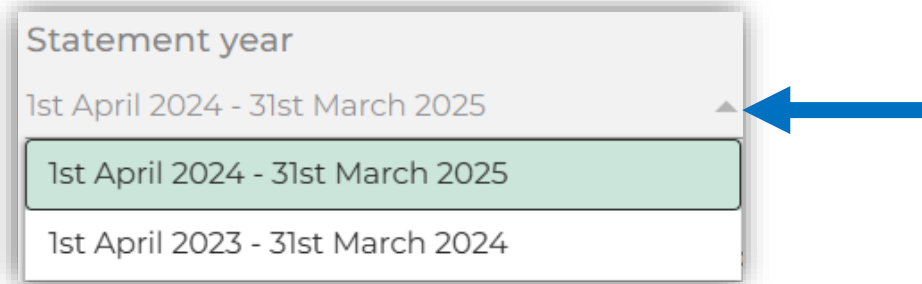 Statement year
1st April 2024 - 31st March 2025
1st April 2024 - 31st March 2025
1st April 2023 - 31st March 2024